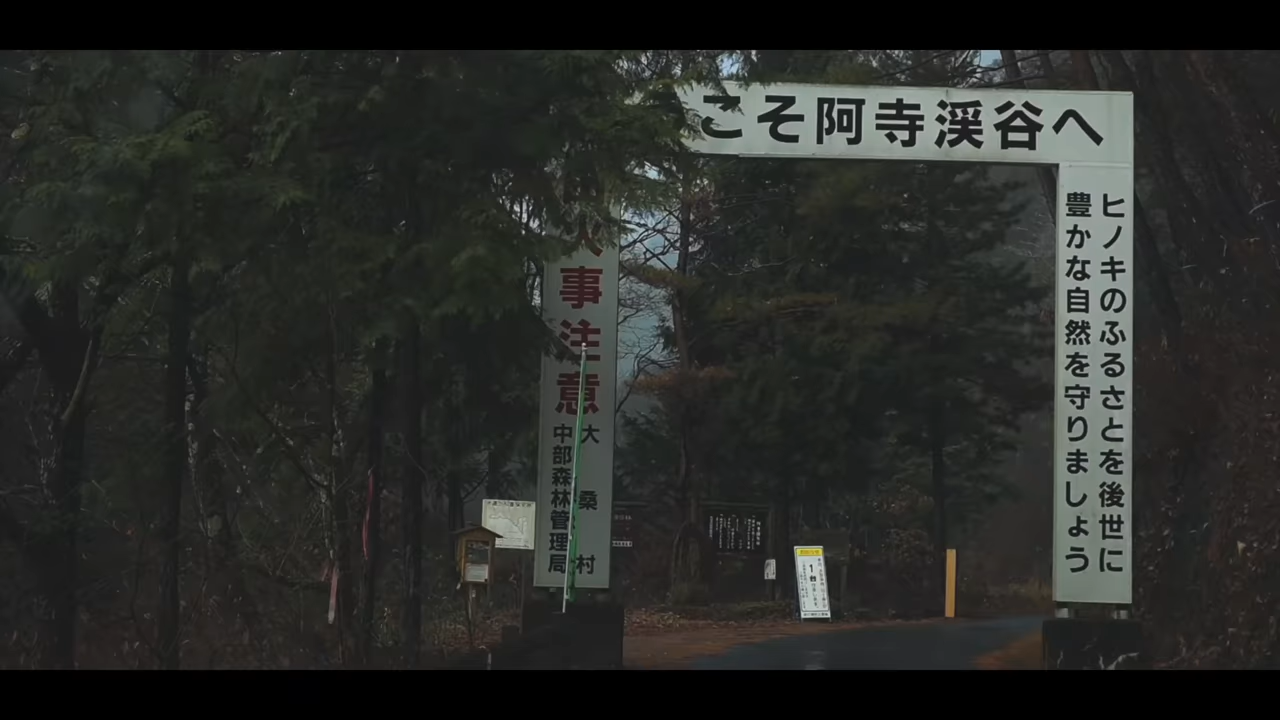 こそ阿寺渓谷へ
ヒノキのふるさとを後世に
豊かな自然を守りましょう
事注意
大桑村
中部森林管理局
1台